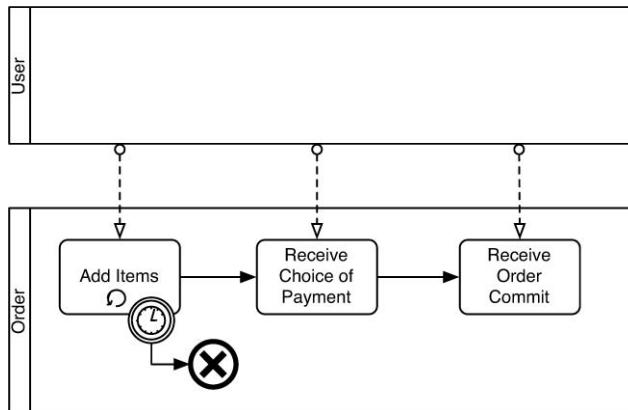 User
Order
Add Items
Receive
Choice of
Payment
Receive
Order
Commit